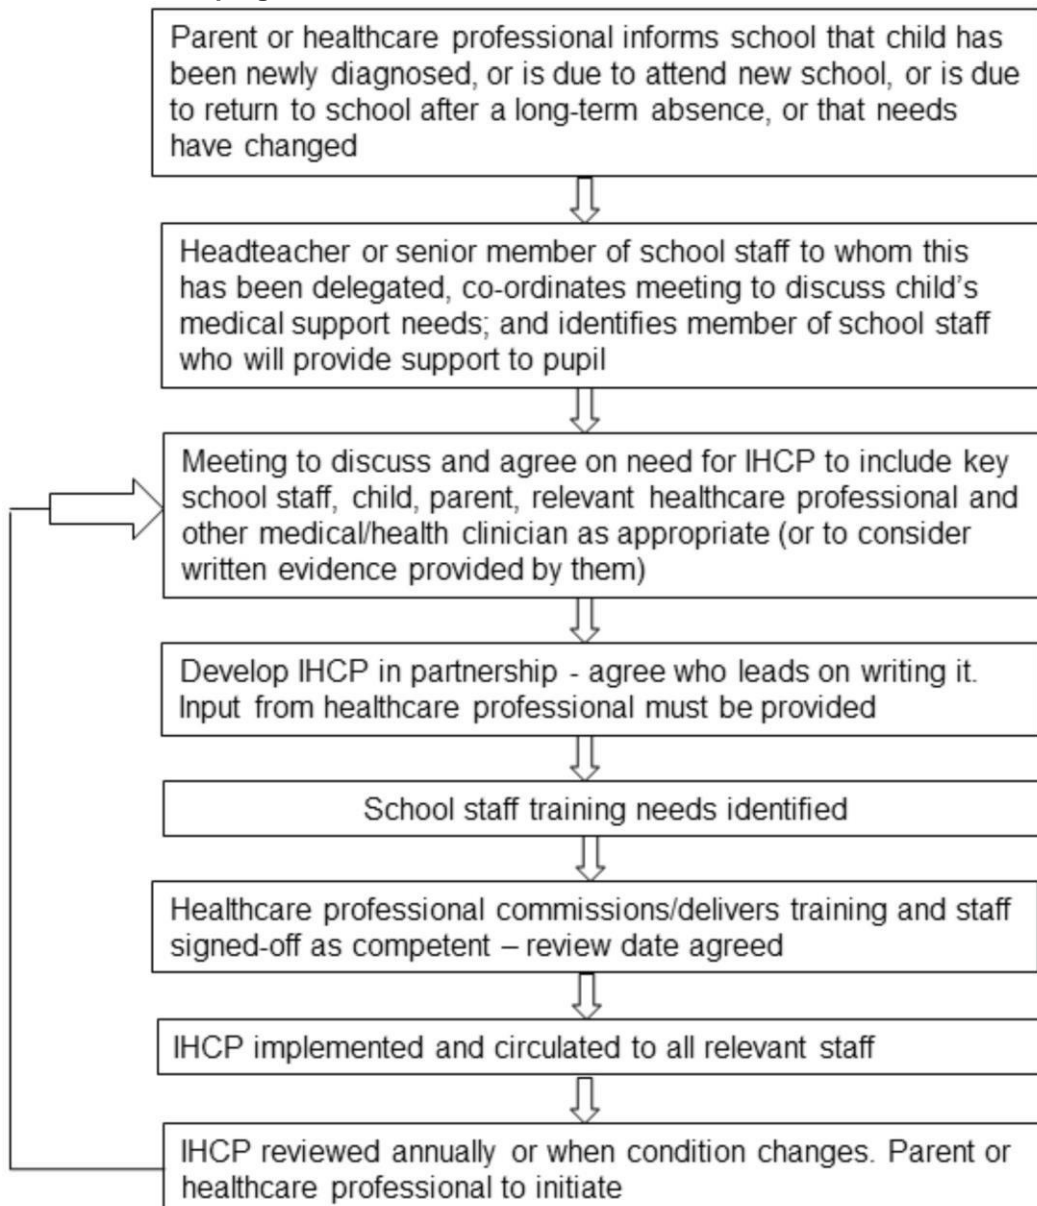 Parent or healthcare professional informs school that child has
been newly diagnosed, or is due to attend new school, or is due
to return to school after a long-term absence, or that needs
have changed
Headteacher or senior member of school staff to whom this
has been delegated, co-ordinates meeting to discuss child's
medical support needs; and identifies member of school staff
who will provide support to pupil
Meeting to discuss and agree on need for IHCP to include key
school staff, child, parent, relevant healthcare professional and
other medical/health clinician as appropriate (or to consider
written evidence provided by them)
Develop IHCP in partnership - agree who leads on writing it.
Input from healthcare professional must be provided
School staff training needs identified
Healthcare professional commissions/delivers training and staff
signed-off as competent – review date agreed
IHCP implemented and circulated to all relevant staff
IHCP reviewed annually or when condition changes. Parent or
healthcare professional to initiate